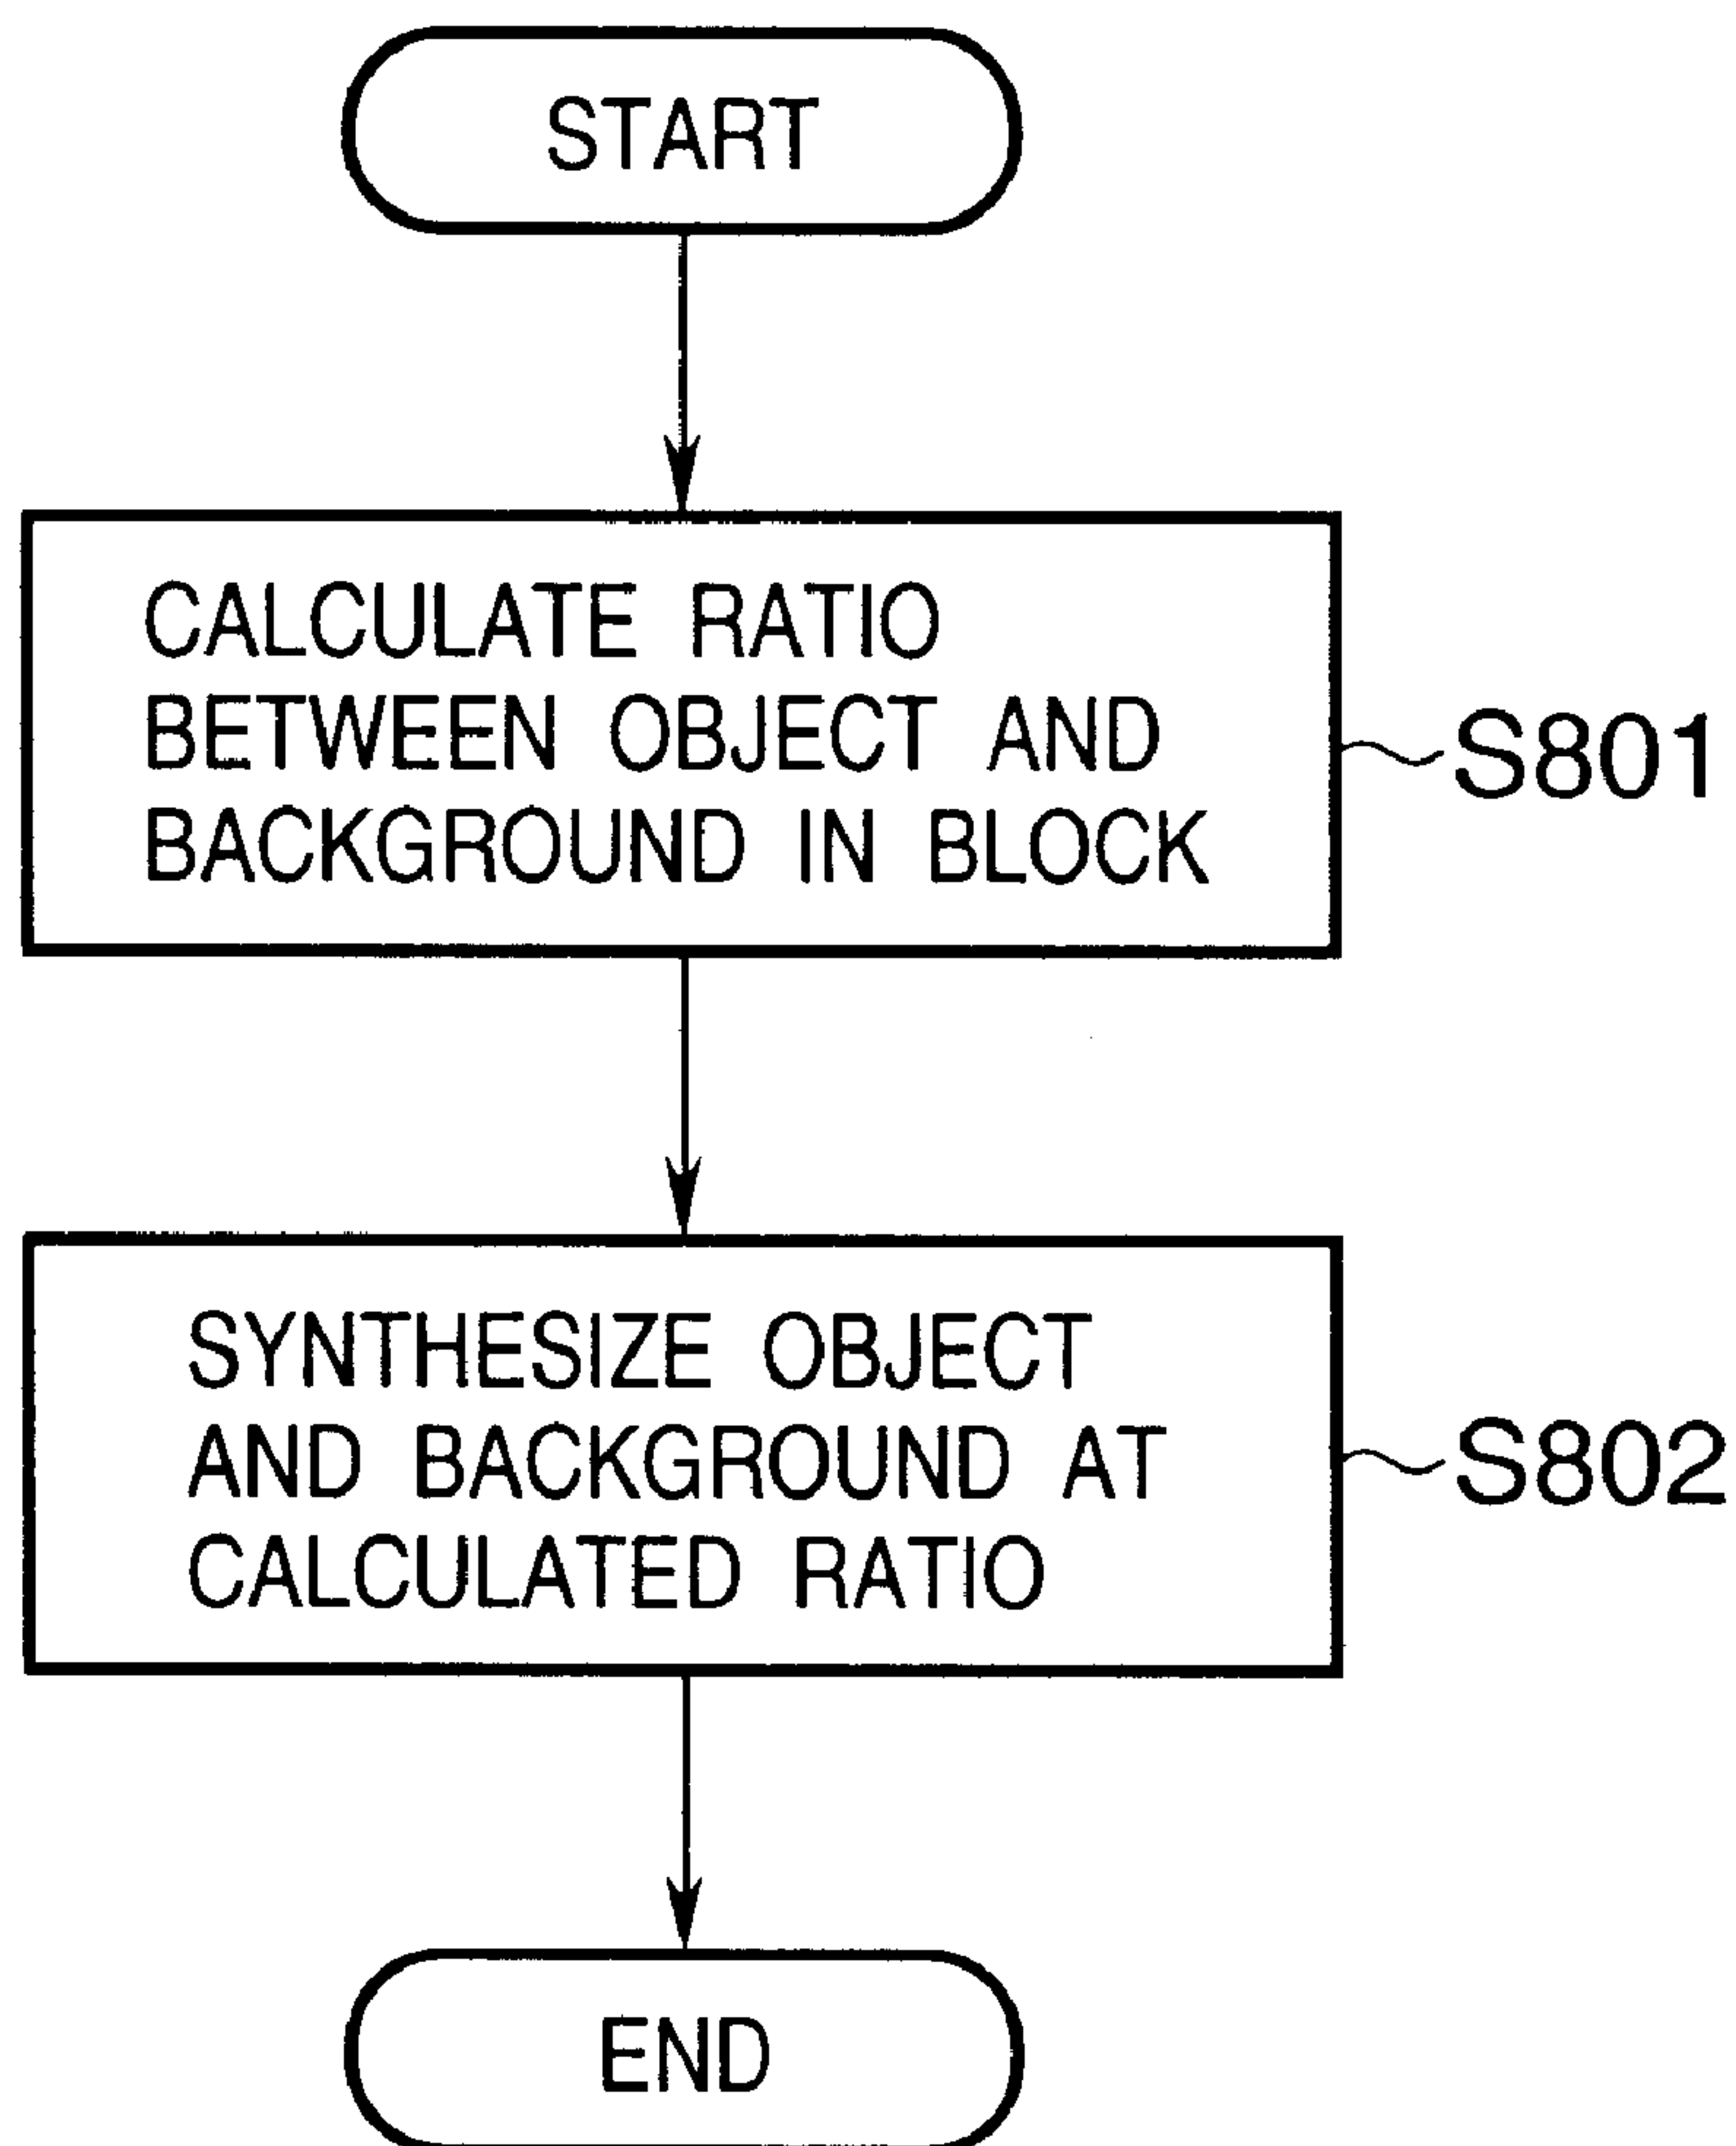 START
CALCULATE RATIO
BETWEEN OBJECT AND
BACKGROUND IN BLOCK
S801
SYNTHESIZE OBJECT
AND BACKGROUND AT
CALCULATED RATIO
S802
END